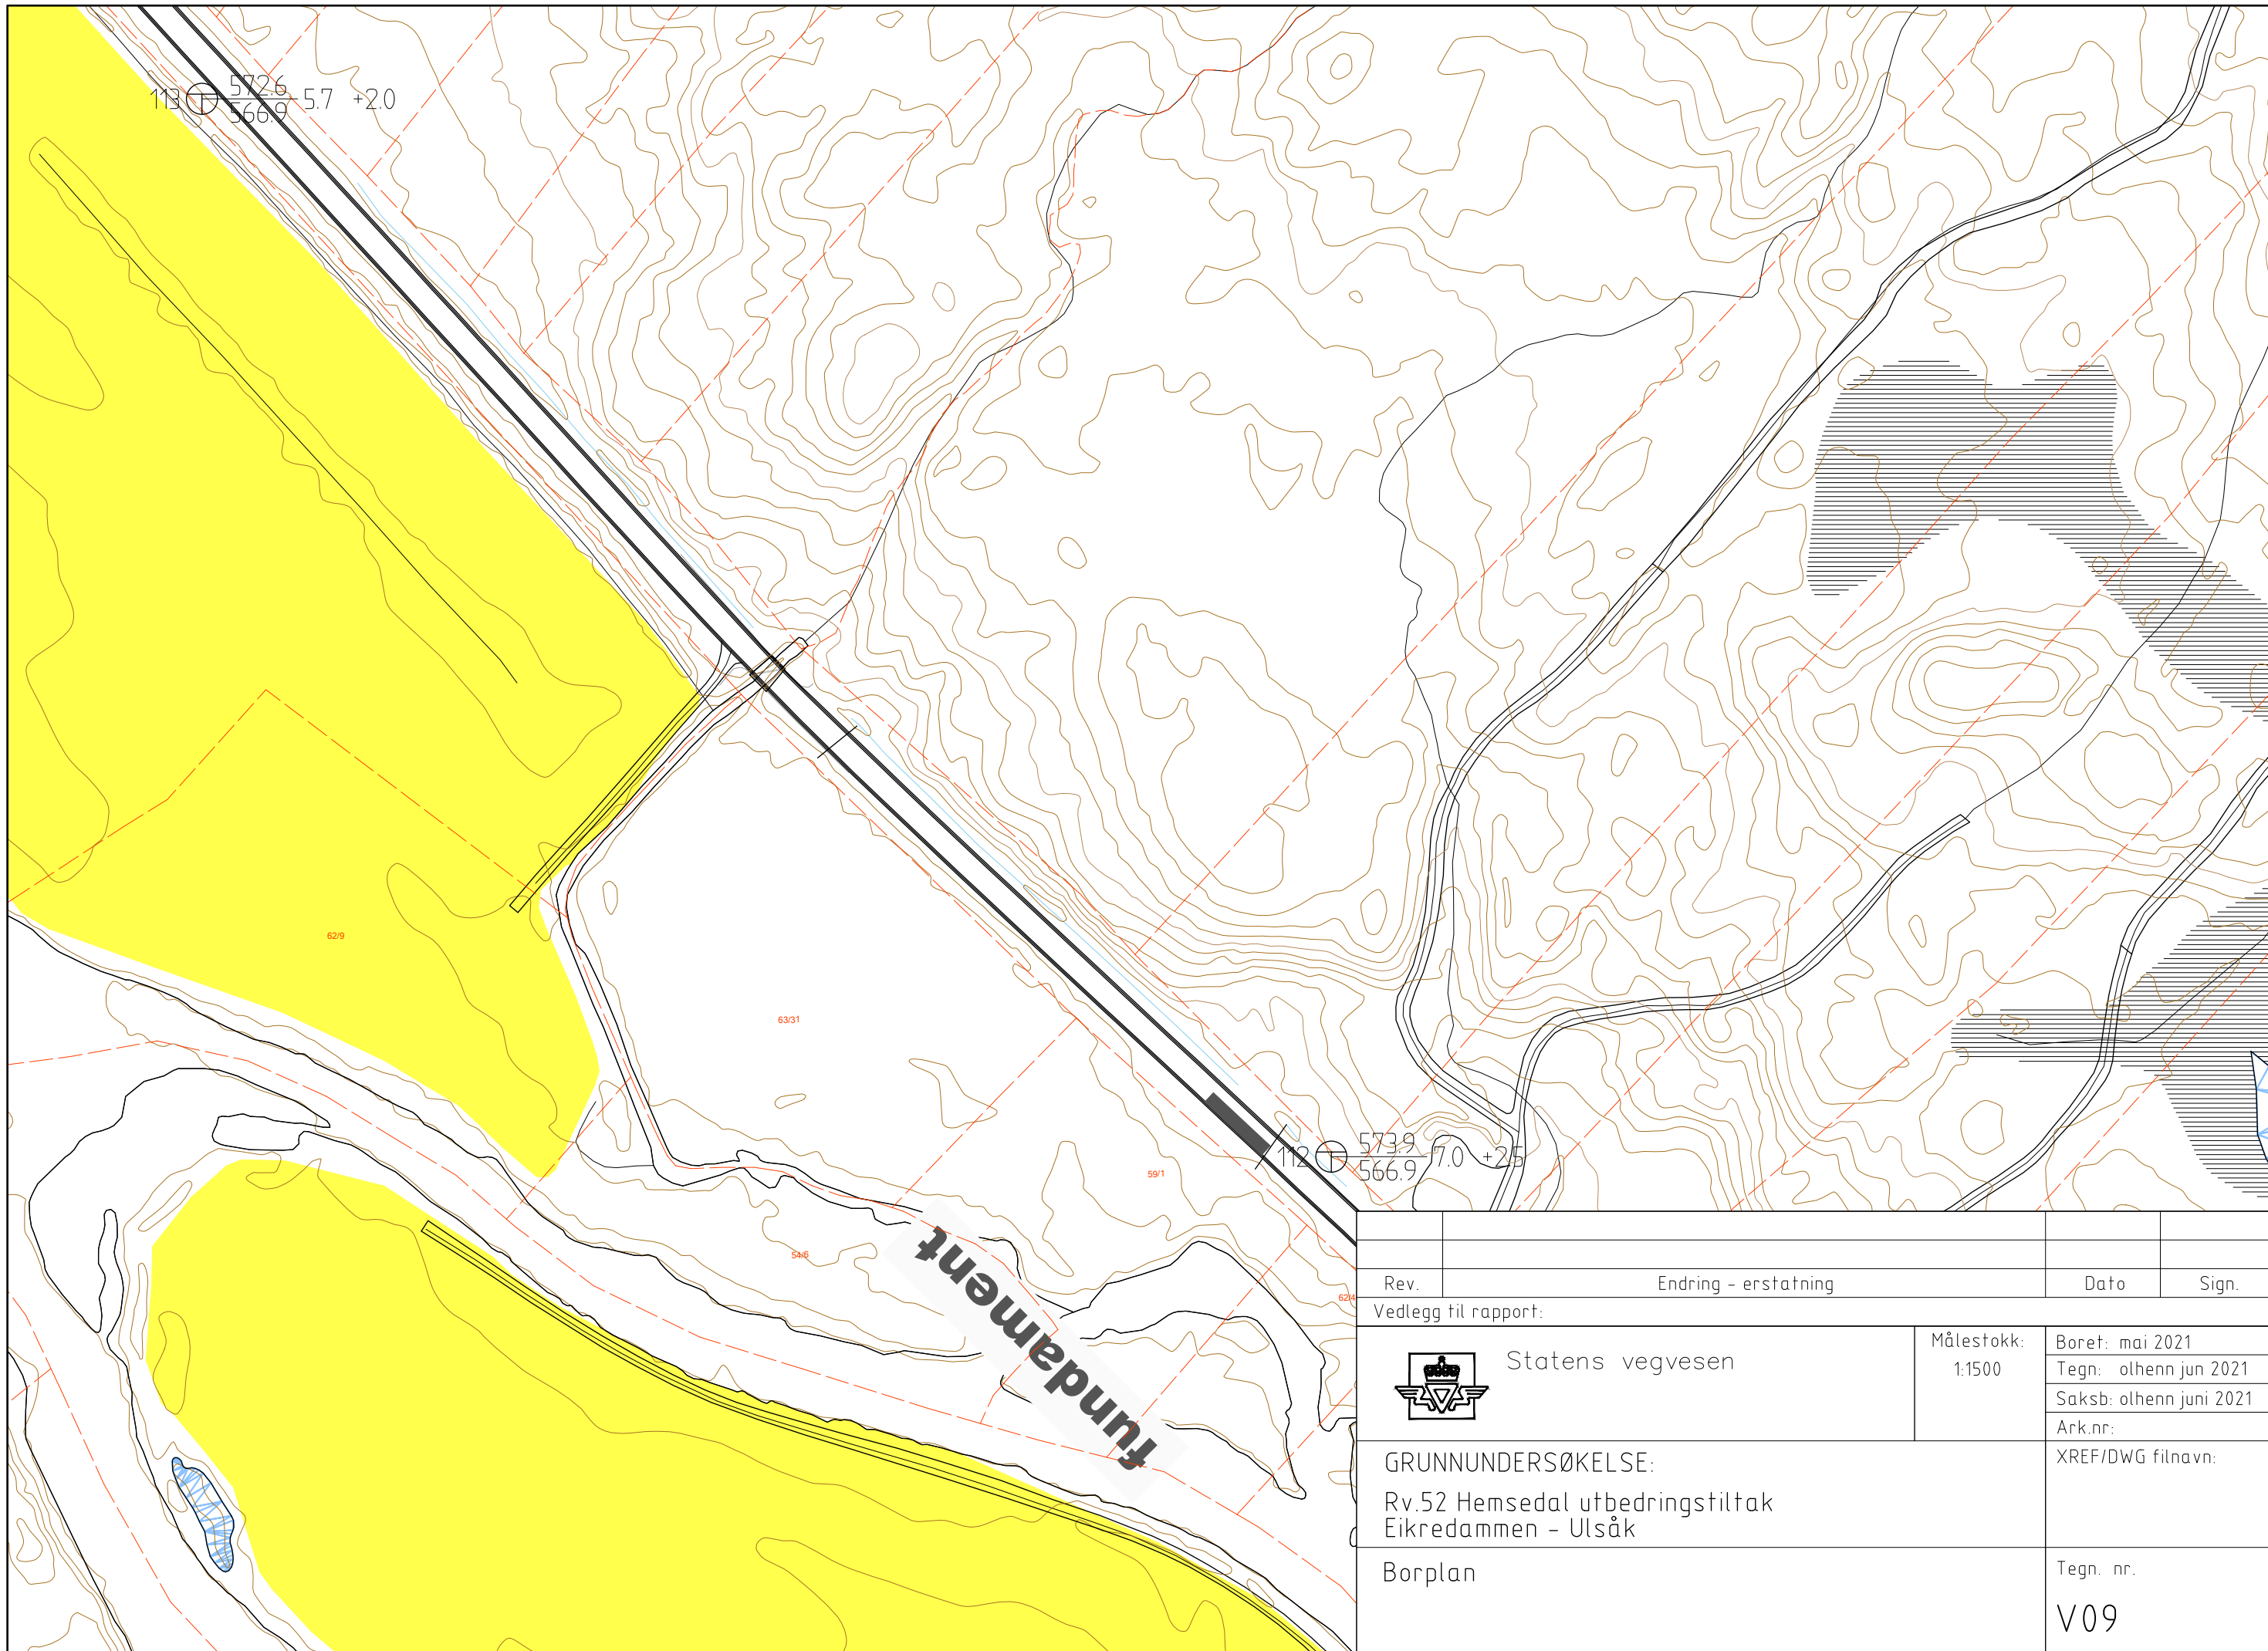 113 572.6 5.7 +2.0
566.9
62/9
63/31
59/1
54/6
62/4
112 573.9 7.0 +2.5
566.9
fundament
Rev. Endring - erstatning Dato Sign.
Vedlegg til rapport:
Statens vegvesen
Målestokk:
1:1500
Boret: mai 2021
Tegn: olhenn jun 2021
Saksb: olhenn juni 2021
Ark.nr:
GRUNNUNDERSØKELSE:
Rv.52 Hemsedal utbedringstiltak
Eikredammen - Ulsåk
XREF/DWG filnavn:
Borplan
Tegn. nr.
V09